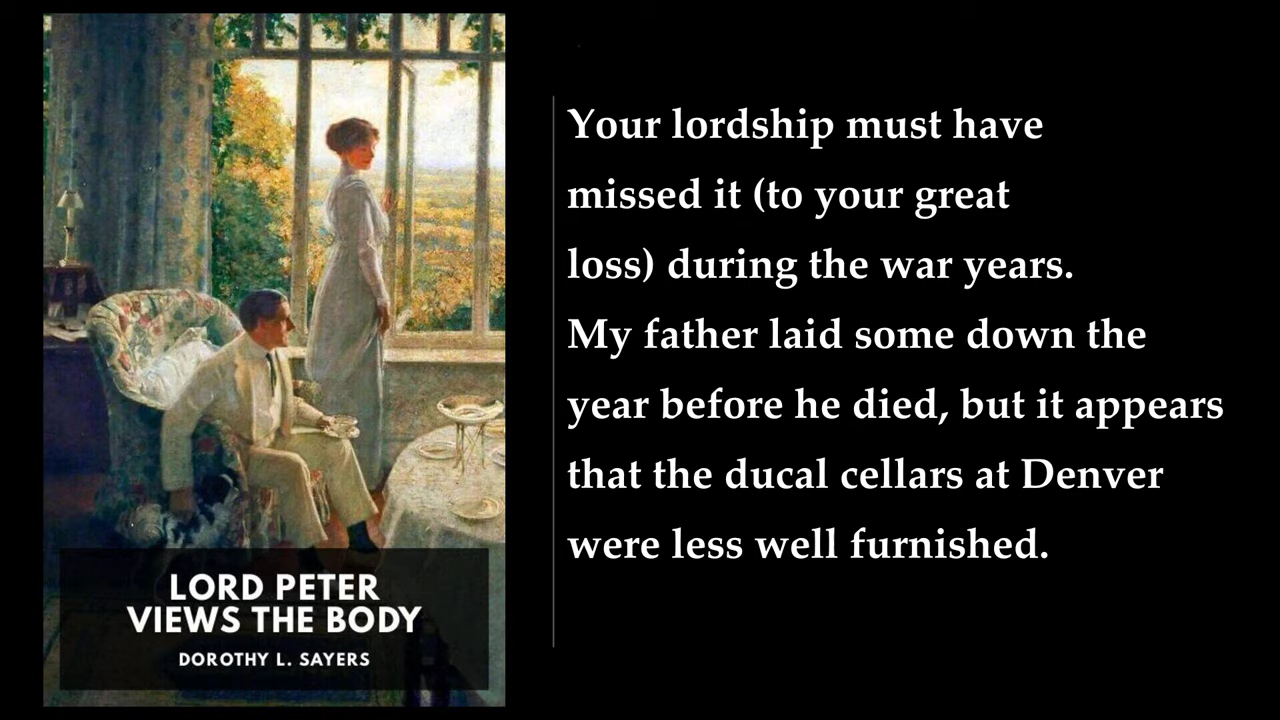 LORD PETER
VIEWS THE BODY
DOROTHY L. SAYERS
Your lordship must have
missed it (to your great
loss) during the war years.
My father laid some down the
year before he died, but it appears
that the ducal cellars at Denver
were less well furnished.